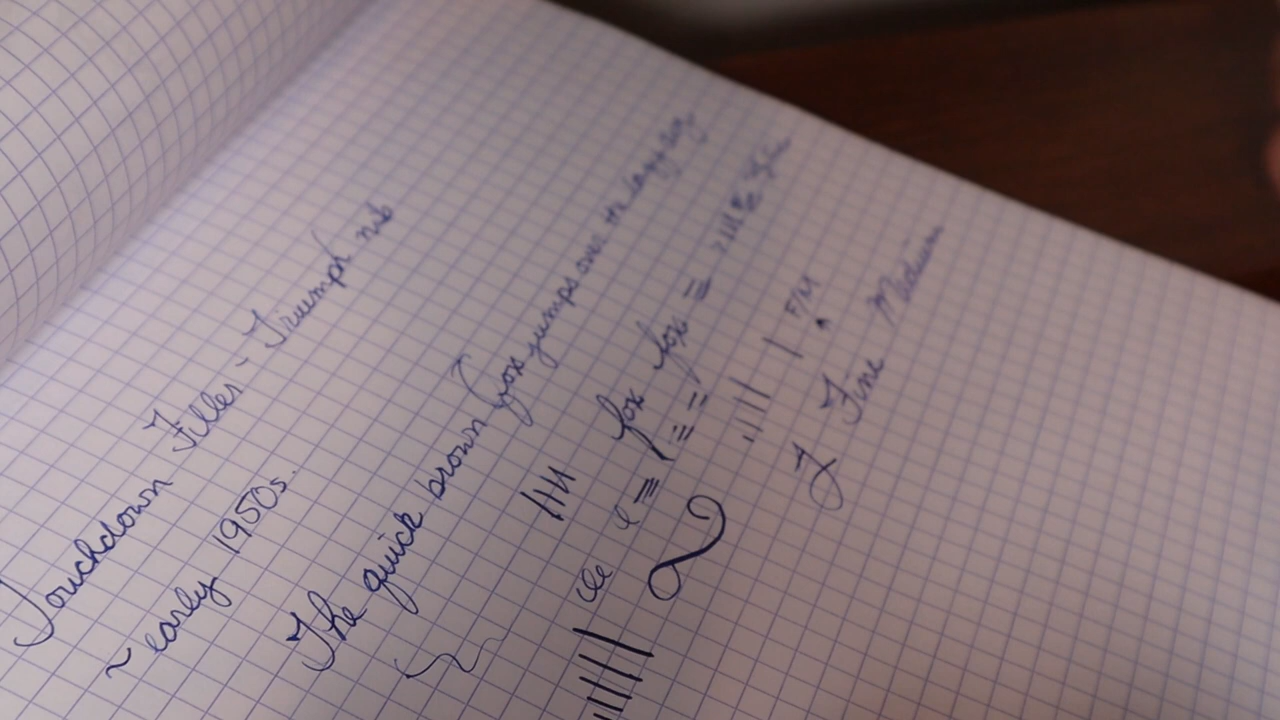 Touchdown Filler - Triumph nib
~ early 1950s.
The quick brown fox jumps over the lazy dog
fox fox
F/M
Fine Medium